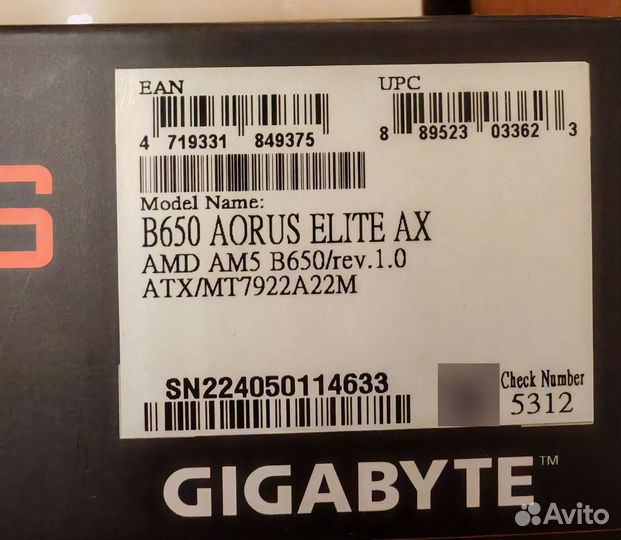 EAN
UPC
4 719331 849375
8 89523 03362 3
Model Name:
B650 AORUS ELITE AX
AMD AM5 B650/rev.1.0
ATX/MT7922A22M
SN224050114633
Check Number
5312
GIGABYTE™
Avito